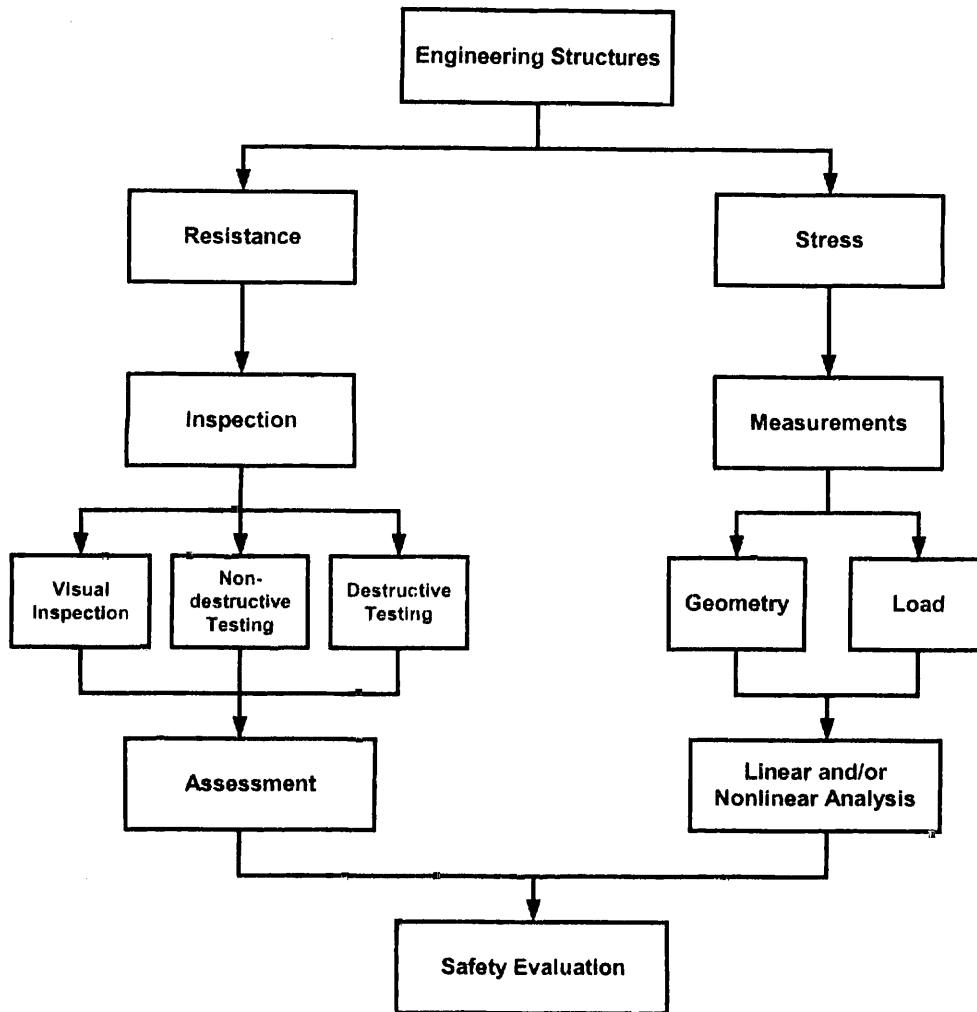 Engineering Structures
Resistance
Stress
Inspection
Measurements
Visual
Inspection
Non-
destructive
Testing
Destructive
Testing
Geometry
Load
Assessment
Linear and/or
Nonlinear Analysis
Safety Evaluation